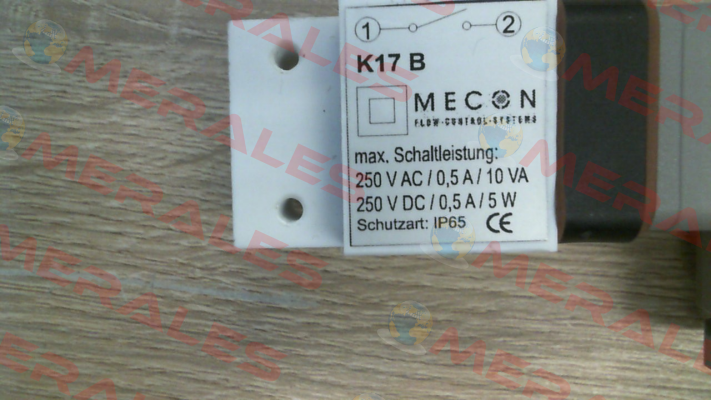 1 2
K17 B
MECON
FLOW-CONTROL-SYSTEMS
max. Schaltleistung:
250 V AC / 0,5 A / 10 VA
250 V DC / 0,5 A / 5 W
Schutzart: IP65 CE
MERALES
MERALES
MERALES
MERALES
MERALES
MERALES